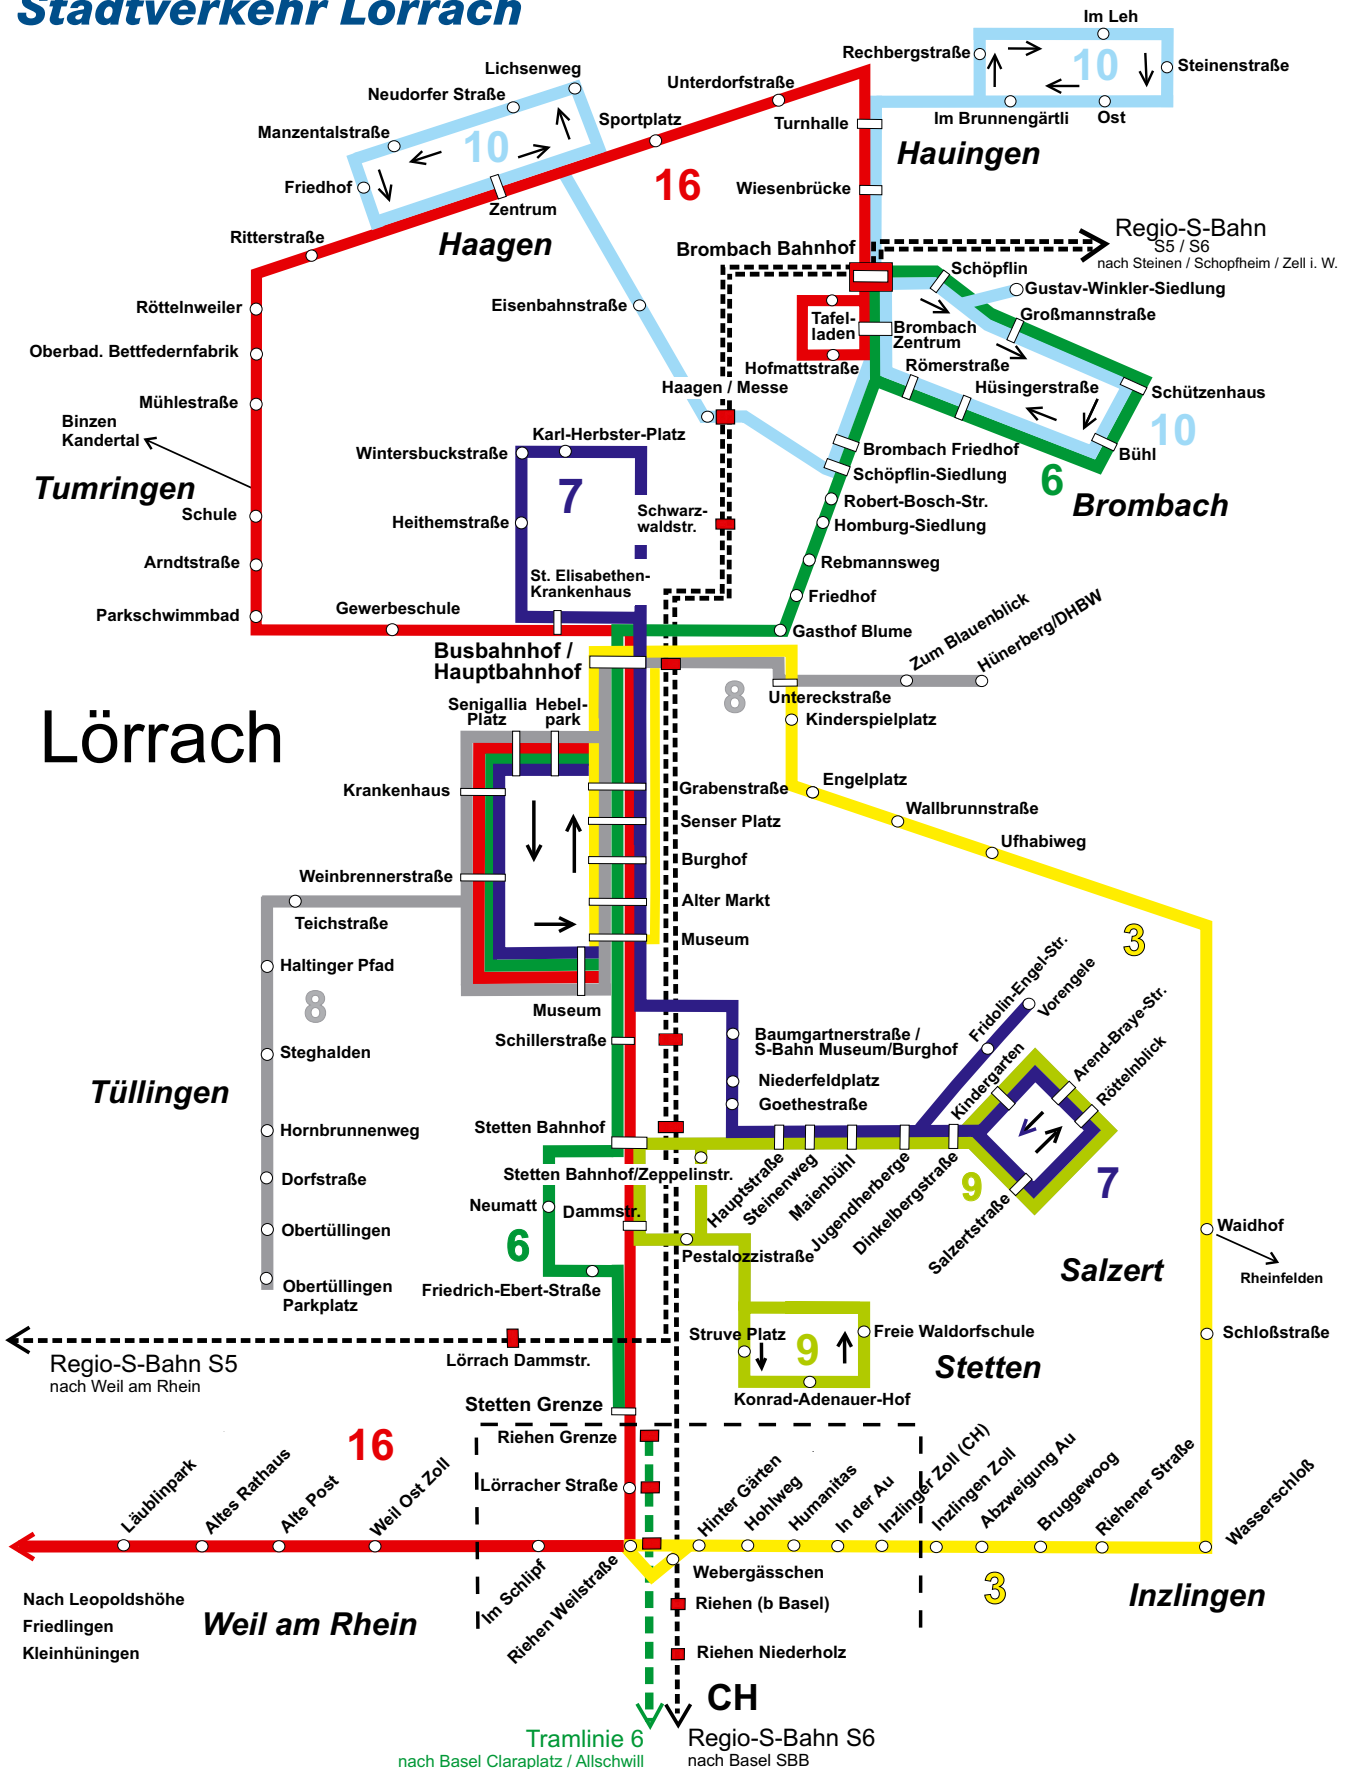 Stadtverkehr Lörrach
Im Leh
Rechbergstraße
10
Steinenstraße
Im Brunnengärtli
Ost
Hauingen
Lichsenweg
Neudorfer Straße
Manzentalstraße
10
Friedhof
Zentrum
Haagen
Unterdorfstraße
Sportplatz
16
Turnhalle
Wiesenbrücke
Ritterstraße
Brombach Bahnhof
Regio-S-Bahn
S5 / S6
nach Steinen / Schopfheim / Zell i. W.
Schöpflin
Gustav-Winkler-Siedlung
Großmannstraße
Tafel-
laden
Brombach
Zentrum
Hofmattstraße
Römerstraße
Hüsingerstraße
Schützenhaus
10
Bühl
6
Brombach
Eisenbahnstraße
Haagen / Messe
Brombach Friedhof
Schöpflin-Siedlung
Robert-Bosch-Str.
Homburg-Siedlung
Rebmannsweg
Friedhof
Gasthof Blume
Röttelnweiler
Oberbad. Bettfedernfabrik
Mühlestraße
Binzen
Kandertal
Tumringen
Schule
Arndtstraße
Parkschwimmbad
Gewerbeschule
Karl-Herbster-Platz
Wintersbuckstraße
7
Heithemstraße
Schwarz-
waldstr.
St. Elisabethen-
Krankenhaus
Busbahnhof /
Hauptbahnhof
Zum Blauenblick
Hünerberg/DHBW
8
Untereckstraße
Kinderspielplatz
Engelplatz
Wallbrunnstraße
Ufhabiweg
3
Lörrach
Senigallia
Platz
Hebel-
park
Krankenhaus
Weinbrennerstraße
Grabenstraße
Senser Platz
Burghof
Alter Markt
Museum
Museum
Teichstraße
Haltinger Pfad
8
Steghalden
Tüllingen
Hornbrunnenweg
Dorfstraße
Obertüllingen
Obertüllingen
Parkplatz
Schillerstraße
Stetten Bahnhof
Stetten Bahnhof/Zeppelinstr.
Neumatt
Dammstr.
6
Friedrich-Ebert-Straße
Baumgartnerstraße /
S-Bahn Museum/Burghof
Niederfeldplatz
Goethestraße
Fridolin-Engel-Str.
Vorengele
Kindergarten
Arend-Braye-Str.
Röttelnblick
Hauptstraße
Steinenweg
Maienbühl
Jugendherberge
Dinkelbergstraße
9
Salzertstraße
7
Salzert
Pestalozzistraße
Struve Platz
9
Freie Waldorfschule
Konrad-Adenauer-Hof
Stetten
Waidhof
Rheinfelden
Schloßstraße
Regio-S-Bahn S5
nach Weil am Rhein
Lörrach Dammstr.
Stetten Grenze
Riehen Grenze
Lörracher Straße
16
Läublinpark
Altes Rathaus
Alte Post
Weil Ost Zoll
Im Schlipf
Riehen Weilstraße
Hinter Gärten
Hohlweg
Humanitas
In der Au
Inzlinger Zoll (CH)
Inzlingen Zoll
Abzweigung Au
Bruggewoog
Riehener Straße
Wasserschloß
Webergässchen
3
Inzlingen
Nach Leopoldshöhe
Friedlingen
Kleinhüningen
Weil am Rhein
Riehen (b Basel)
Riehen Niederholz
CH
Tramlinie 6
nach Basel Claraplatz / Allschwill
Regio-S-Bahn S6
nach Basel SBB